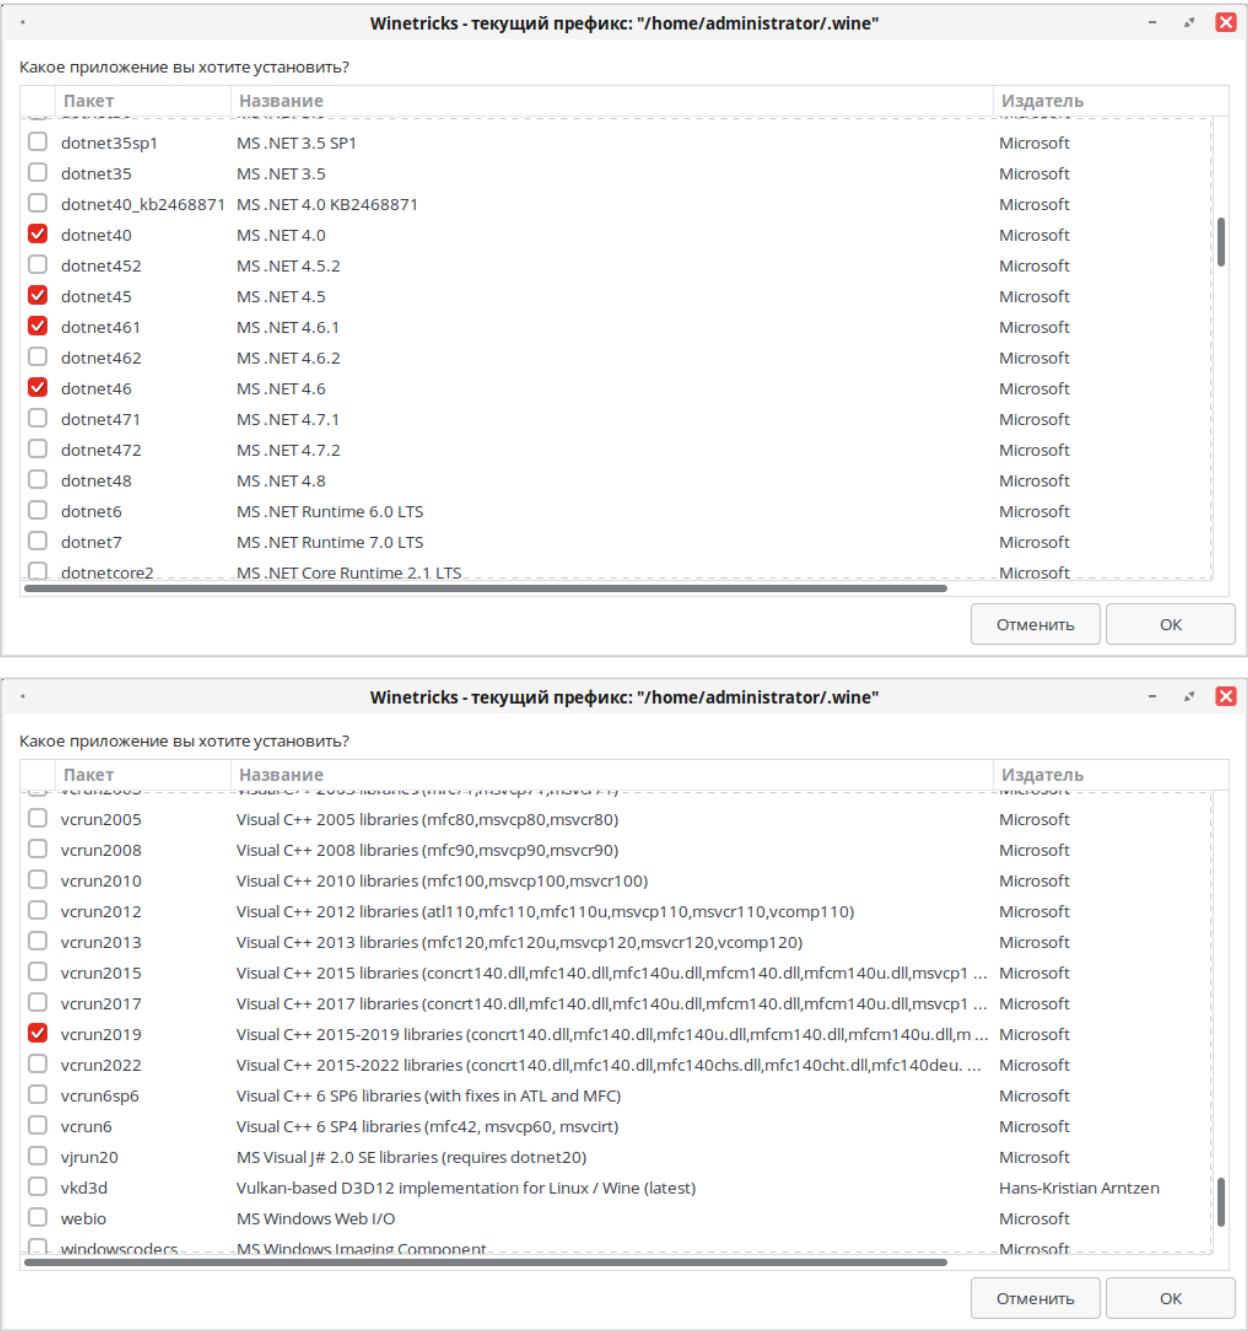 Winetricks - текущий префикс: "/home/administrator/.wine"
Какое приложение вы хотите установить?
Пакет Название Издатель
dotnet35sp1 MS .NET 3.5 SP1 Microsoft
dotnet35 MS .NET 3.5 Microsoft
dotnet40_kb2468871 MS .NET 4.0 KB2468871 Microsoft
dotnet40 MS .NET 4.0 Microsoft
dotnet452 MS .NET 4.5.2 Microsoft
dotnet45 MS .NET 4.5 Microsoft
dotnet461 MS .NET 4.6.1 Microsoft
dotnet462 MS .NET 4.6.2 Microsoft
dotnet46 MS .NET 4.6 Microsoft
dotnet471 MS .NET 4.7.1 Microsoft
dotnet472 MS .NET 4.7.2 Microsoft
dotnet48 MS .NET 4.8 Microsoft
dotnet6 MS .NET Runtime 6.0 LTS Microsoft
dotnet7 MS .NET Runtime 7.0 LTS Microsoft
dotnetcore2 MS .NET Core Runtime 2.1 LTS Microsoft
Отменить OK
Winetricks - текущий префикс: "/home/administrator/.wine"
Какое приложение вы хотите установить?
Пакет Название Издатель
vcrun2003 Visual C++ 2003 libraries (mfc71,msvcp71,msvcr71) Microsoft
vcrun2005 Visual C++ 2005 libraries (mfc80,msvcp80,msvcr80) Microsoft
vcrun2008 Visual C++ 2008 libraries (mfc90,msvcp90,msvcr90) Microsoft
vcrun2010 Visual C++ 2010 libraries (mfc100,msvcp100,msvcr100) Microsoft
vcrun2012 Visual C++ 2012 libraries (atl110,mfc110,mfc110u,msvcp110,msvcr110,vcomp110) Microsoft
vcrun2013 Visual C++ 2013 libraries (mfc120,mfc120u,msvcp120,msvcr120,vcomp120) Microsoft
vcrun2015 Visual C++ 2015 libraries (concrt140.dll,mfc140.dll,mfc140u.dll,mfcm140.dll,mfcm140u.dll,msvcp1 ... Microsoft
vcrun2017 Visual C++ 2017 libraries (concrt140.dll,mfc140.dll,mfc140u.dll,mfcm140.dll,mfcm140u.dll,msvcp1 ... Microsoft
vcrun2019 Visual C++ 2015-2019 libraries (concrt140.dll,mfc140.dll,mfc140u.dll,mfcm140.dll,mfcm140u.dll,m ... Microsoft
vcrun2022 Visual C++ 2015-2022 libraries (concrt140.dll,mfc140.dll,mfc140chs.dll,mfc140cht.dll,mfc140deu. ... Microsoft
vcrun6sp6 Visual C++ 6 SP6 libraries (with fixes in ATL and MFC) Microsoft
vcrun6 Visual C++ 6 SP4 libraries (mfc42, msvcp60, msvcirt) Microsoft
vjrun20 MS Visual J# 2.0 SE libraries (requires dotnet20) Microsoft
vkd3d Vulkan-based D3D12 implementation for Linux / Wine (latest) Hans-Kristian Arntzen
webio MS Windows Web I/O Microsoft
windowscodecs MS Windows Imaging Component Microsoft
Отменить OK